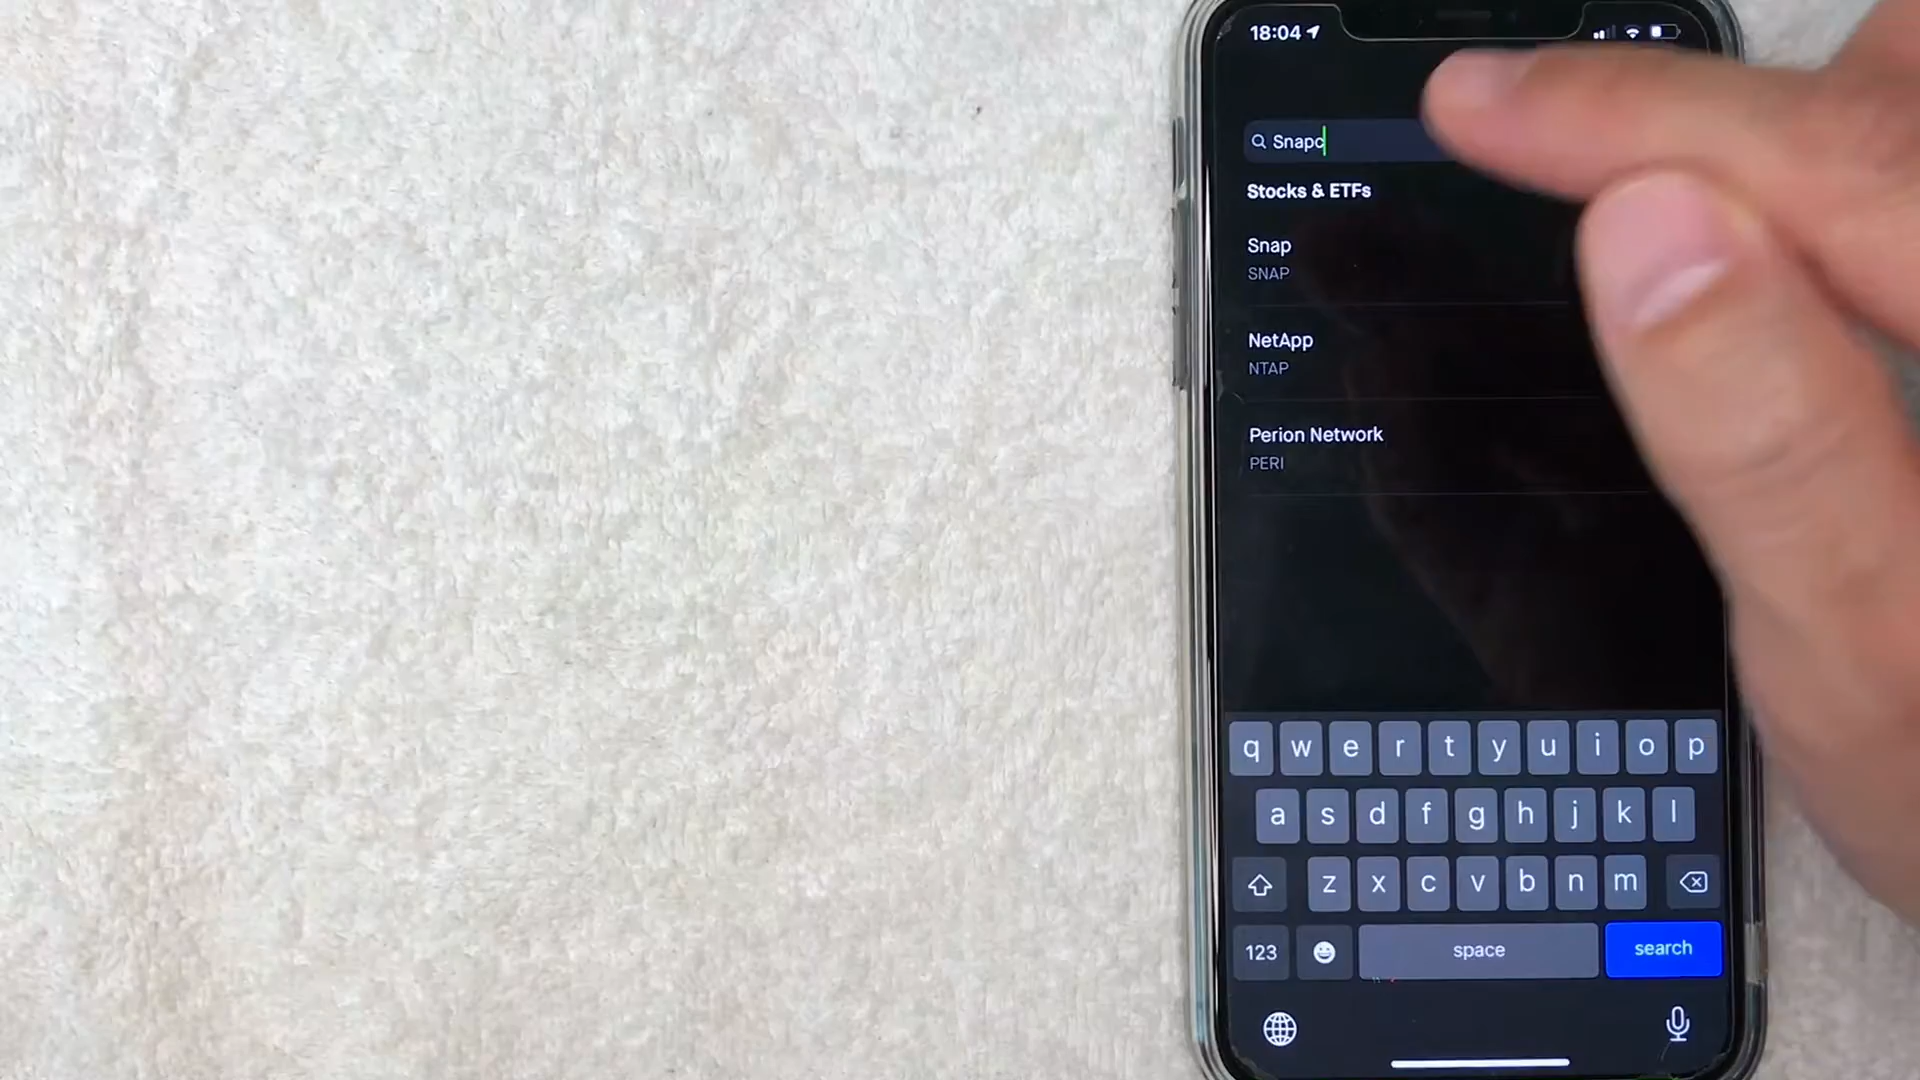 18:04
Snapc
Stocks & ETFs
Snap
SNAP
NetApp
NTAP
Perion Network
PERI
q w e r t y u i o p
a s d f g h j k l
z x c v b n m
123 space search